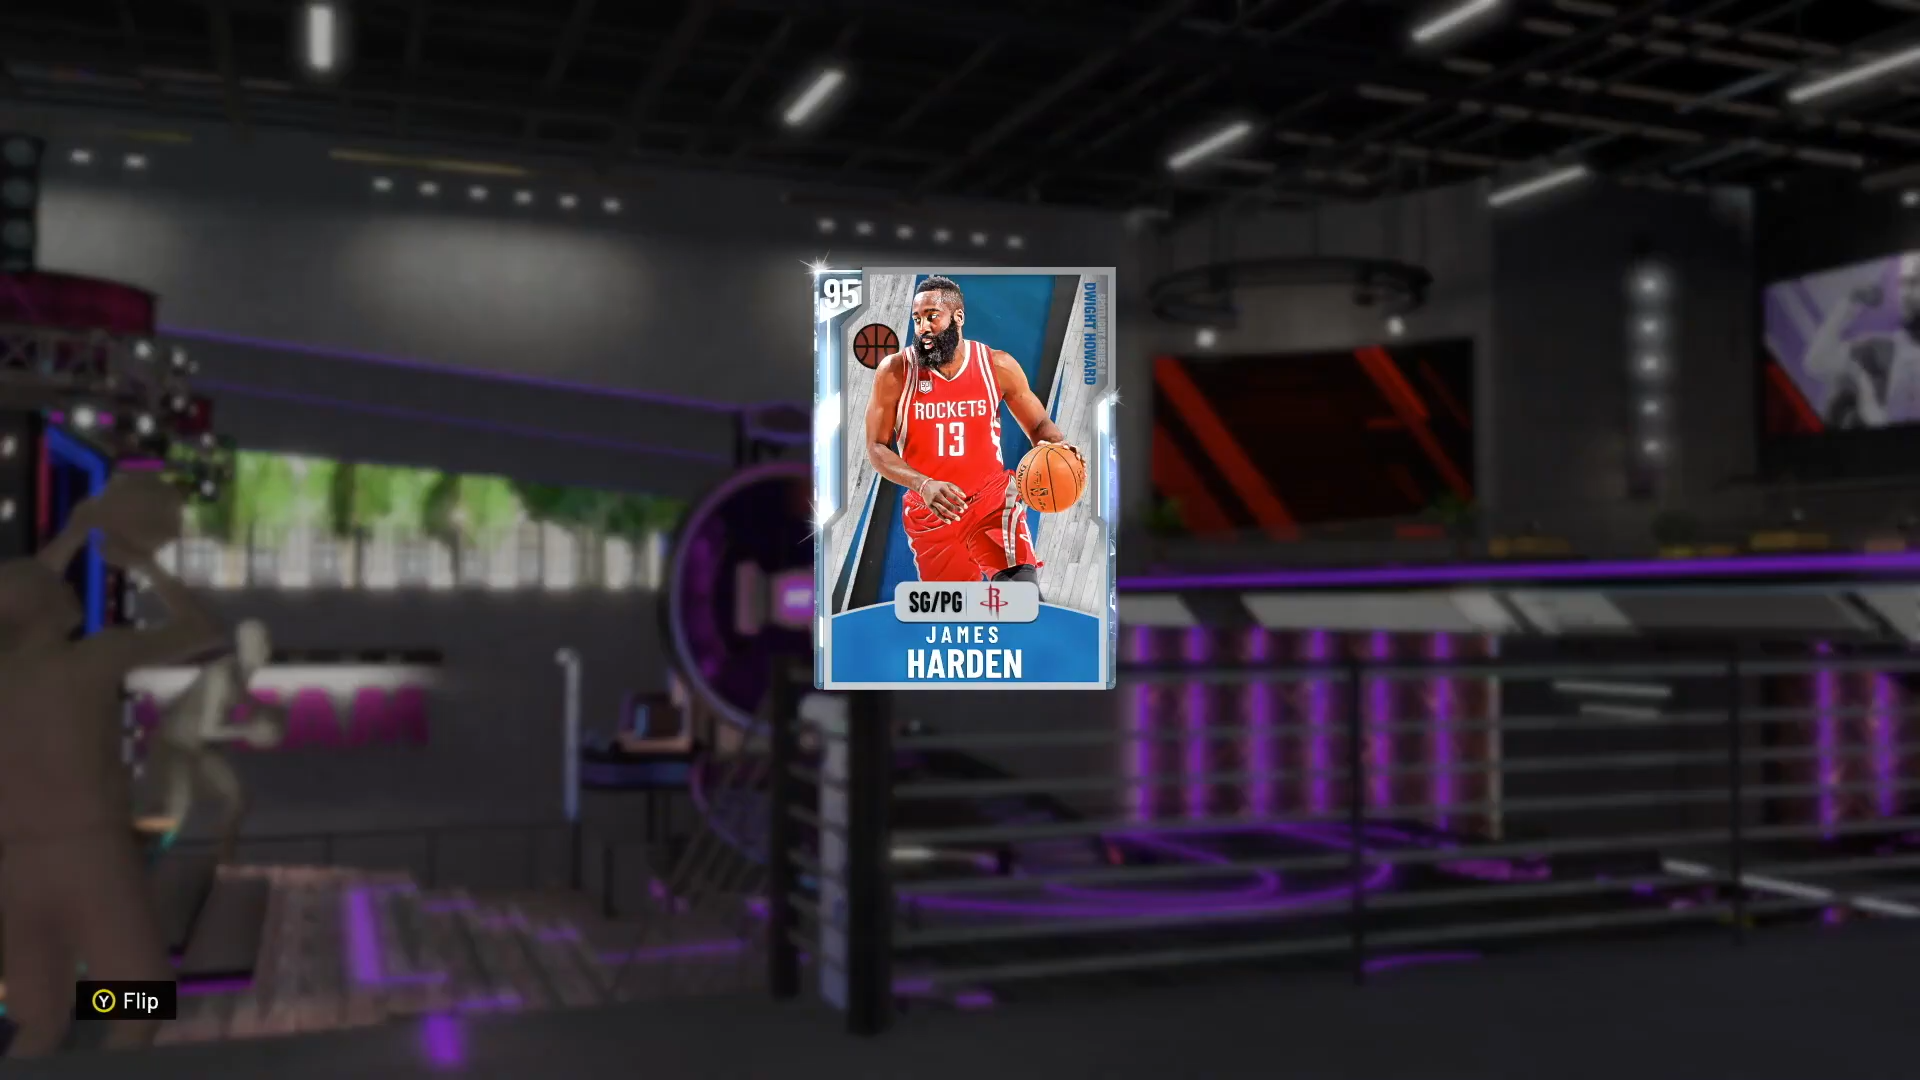 95
DWIGHT HOWARD
ROCKETS
13
SG/PG
R
JAMES
HARDEN
Y Flip